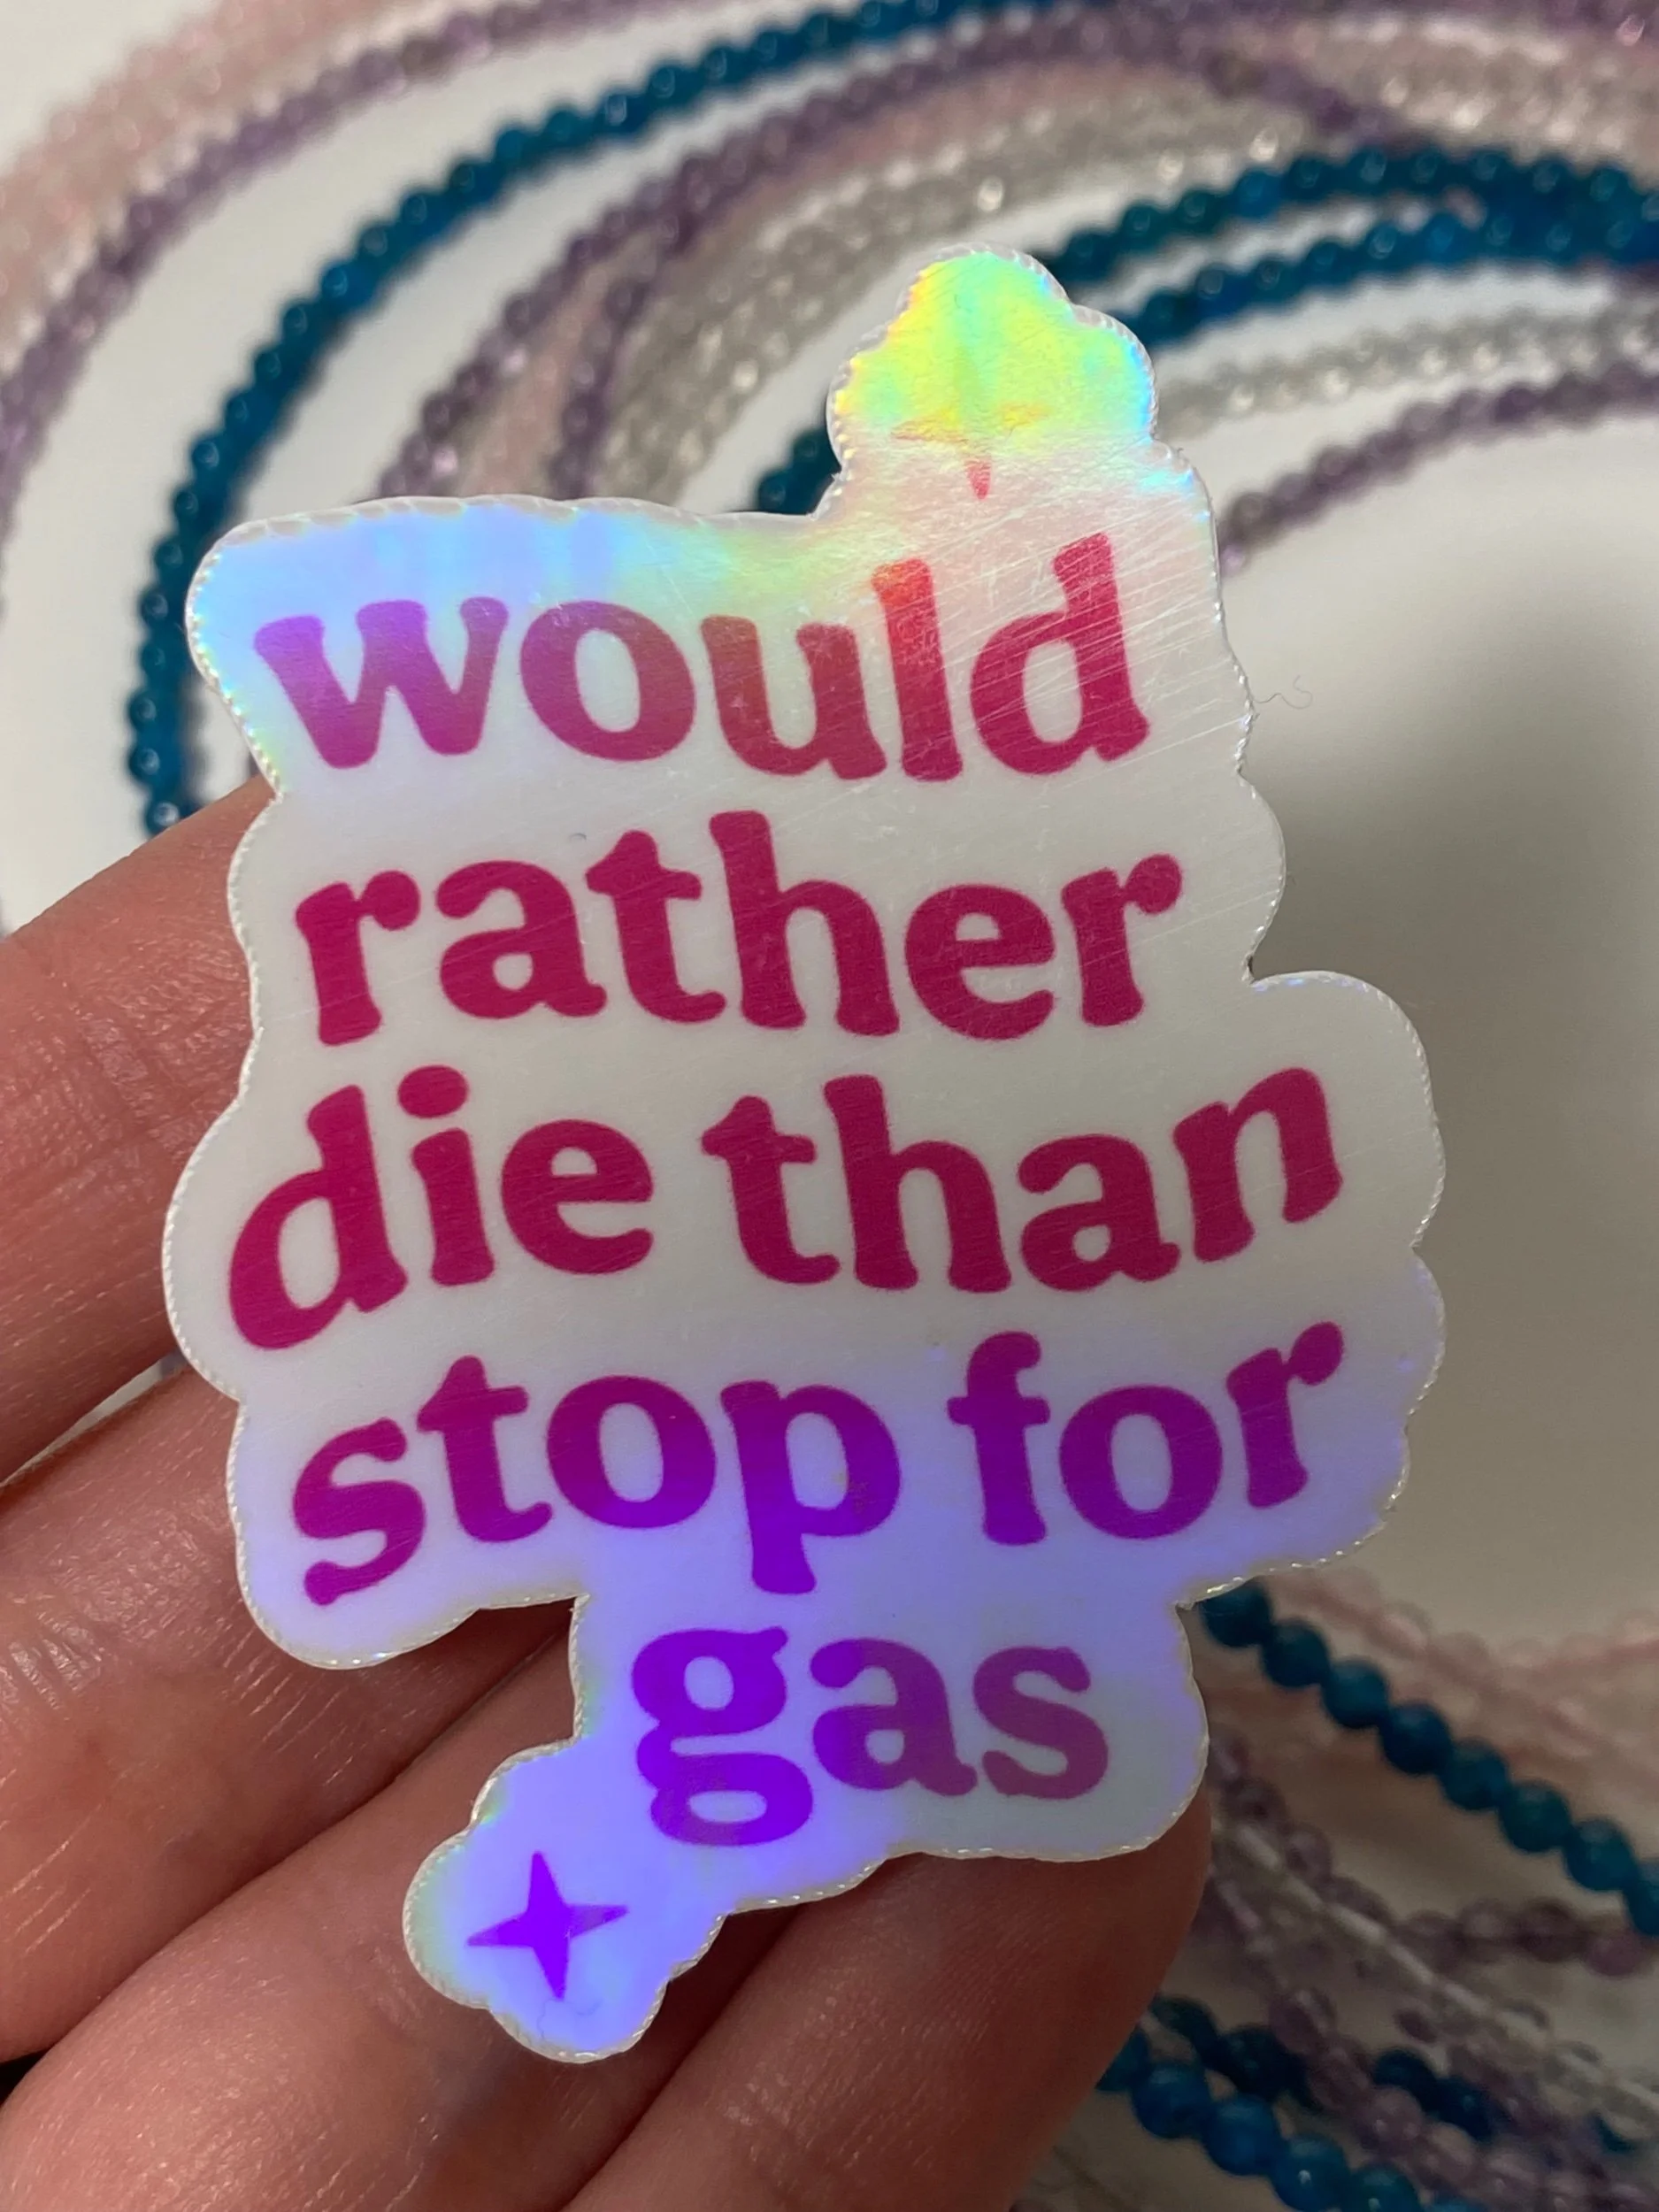 would
rather
die than
stop for
gas